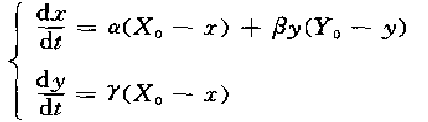 dx/dt = α(X₀ − x) + βy(Y₀ − y)
dy/dt = γ(X₀ − x)